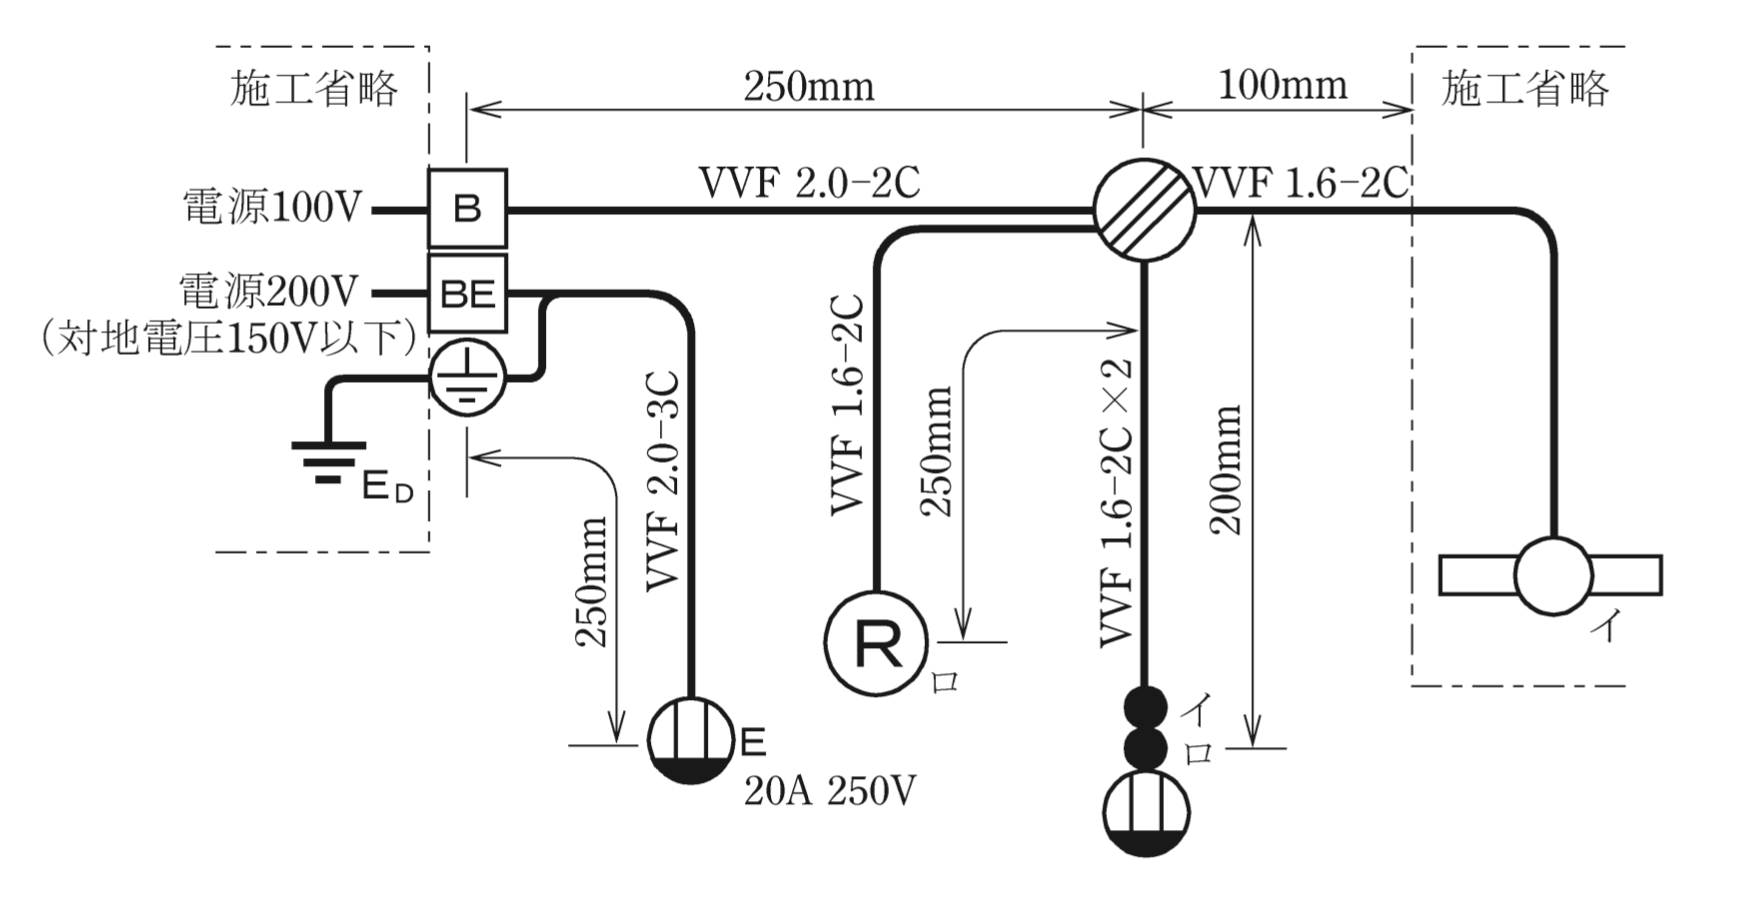 施工省略
250mm
100mm
施工省略
電源100V
B
VVF 2.0-2C
VVF 1.6-2C
電源200V
BE
(対地電圧150V以下)
E D
250mm
VVF 2.0-3C
VVF 1.6-2C
250mm
VVF 1.6-2C×2
200mm
R
ロ
イ
イ
ロ
E
20A 250V